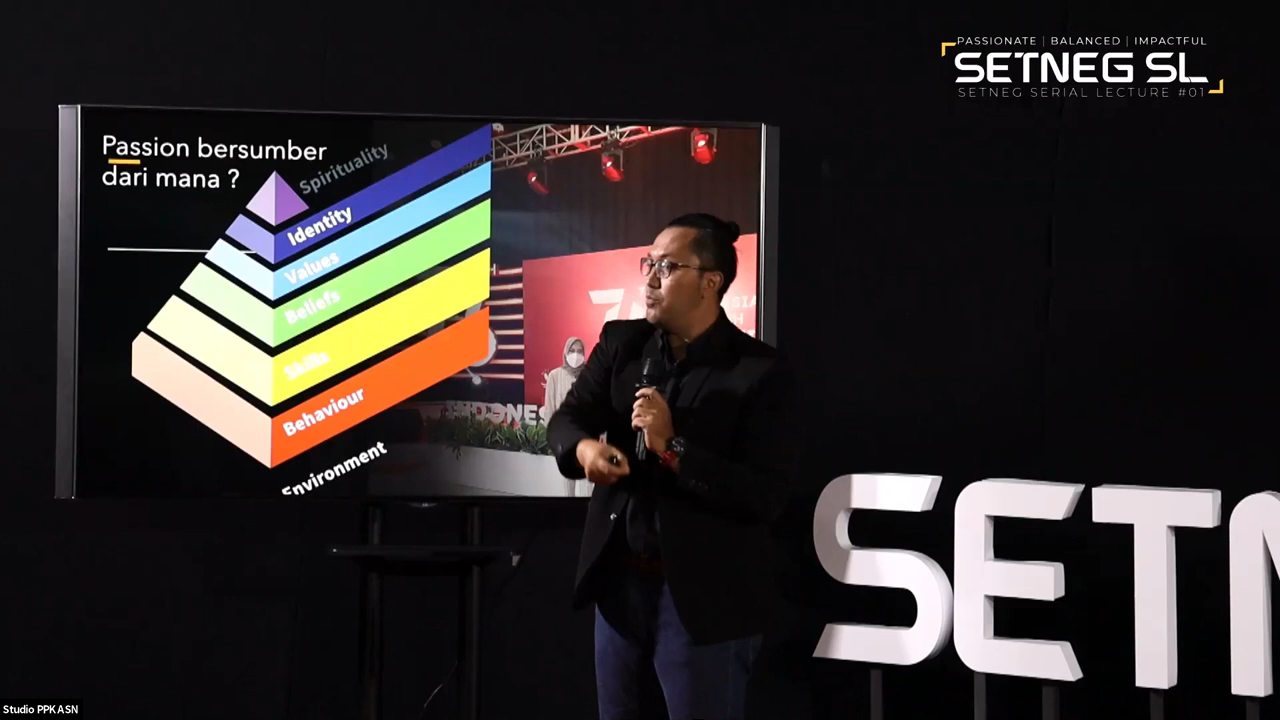 PASSIONATE | BALANCED | IMPACTFUL
SETNEG SL
SETNEG SERIAL LECTURE #01
Passion bersumber
dari mana ?
Spirituality
Identity
Values
Beliefs
Skills
Behaviour
Environment
SETN
Studio PPKASN